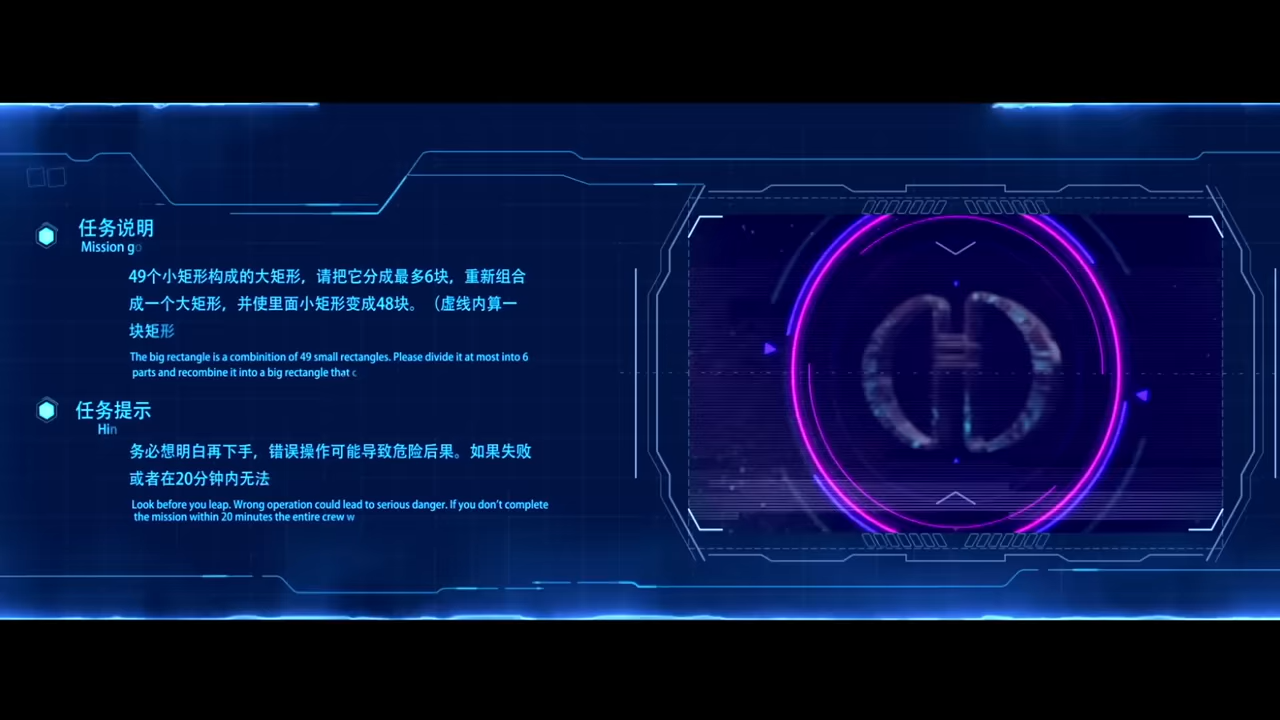 任务说明
Mission go
49个小矩形构成的大矩形，请把它分成最多6块，重新组合
成一个大矩形，并使里面小矩形变成48块。（虚线内算一
块矩形
The big rectangle is a combinition of 49 small rectangles. Please divide it at most into 6
parts and recombine it into a big rectangle that c
任务提示
Hin
务必想明白再下手，错误操作可能导致危险后果。如果失败
或者在20分钟内无法
Look before you leap. Wrong operation could lead to serious danger. If you don't complete
the mission within 20 minutes the entire crew w